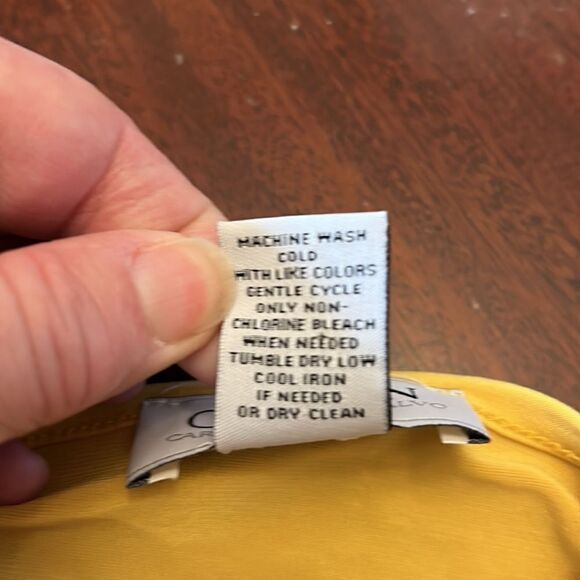 MACHINE WASH
COLD
WITH LIKE COLORS
GENTLE CYCLE
ONLY NON-
CHLORINE BLEACH
WHEN NEEDED
TUMBLE DRY LOW
COOL IRON
IF NEEDED
OR DRY CLEAN